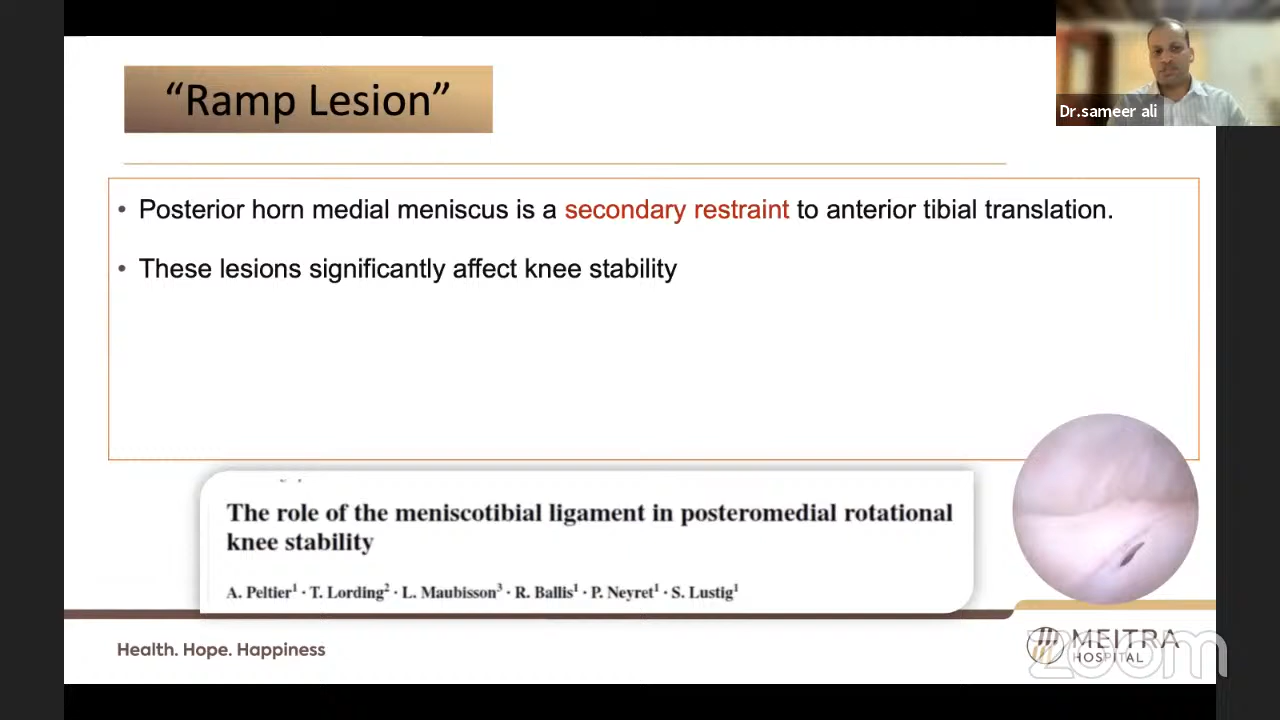 “Ramp Lesion”
Dr.sameer ali
• Posterior horn medial meniscus is a secondary restraint to anterior tibial translation.
• These lesions significantly affect knee stability
The role of the meniscotibial ligament in posteromedial rotational
knee stability
A. Peltier¹ · T. Lording² · L. Maubisson³ · R. Ballis¹ · P. Neyret¹ · S. Lustig¹
Health. Hope. Happiness
MEITRA
HOSPITAL
zoom